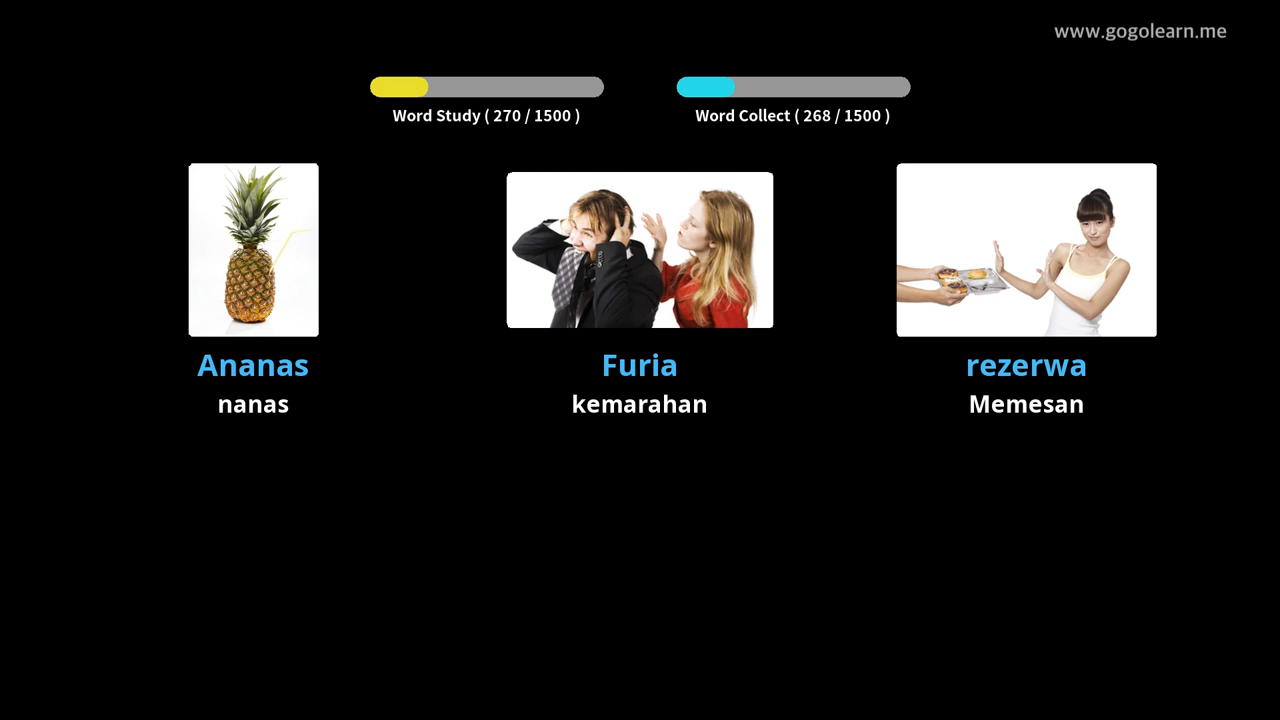 www.gogolearn.me
Word Study ( 270 / 1500 )
Word Collect ( 268 / 1500 )
Ananas
nanas
Furia
kemarahan
rezerwa
Memesan